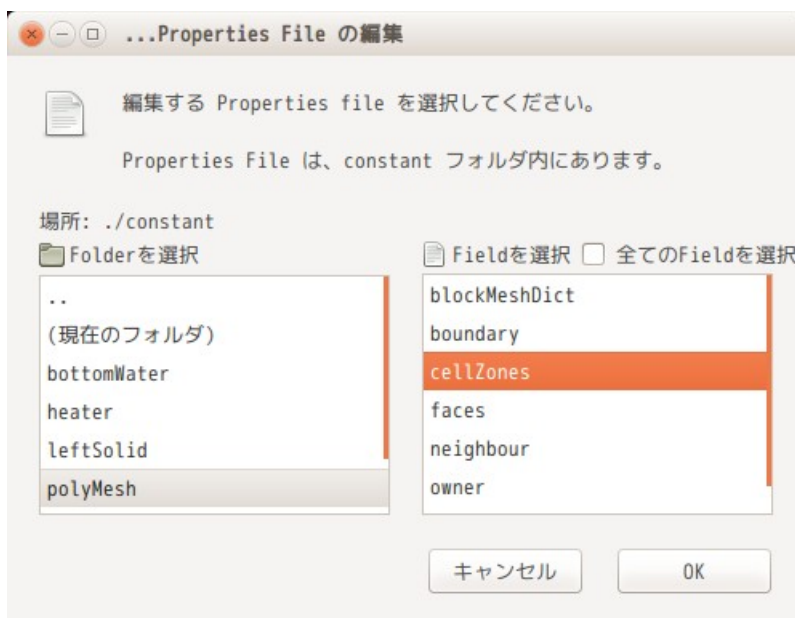 ...Properties File の編集
編集する Properties file を選択してください。
Properties File は、constant フォルダ内にあります。
場所: ./constant
Folderを選択
..
(現在のフォルダ)
bottomWater
heater
leftSolid
polyMesh
Fieldを選択 全てのFieldを選択
blockMeshDict
boundary
cellZones
faces
neighbour
owner
キャンセル OK